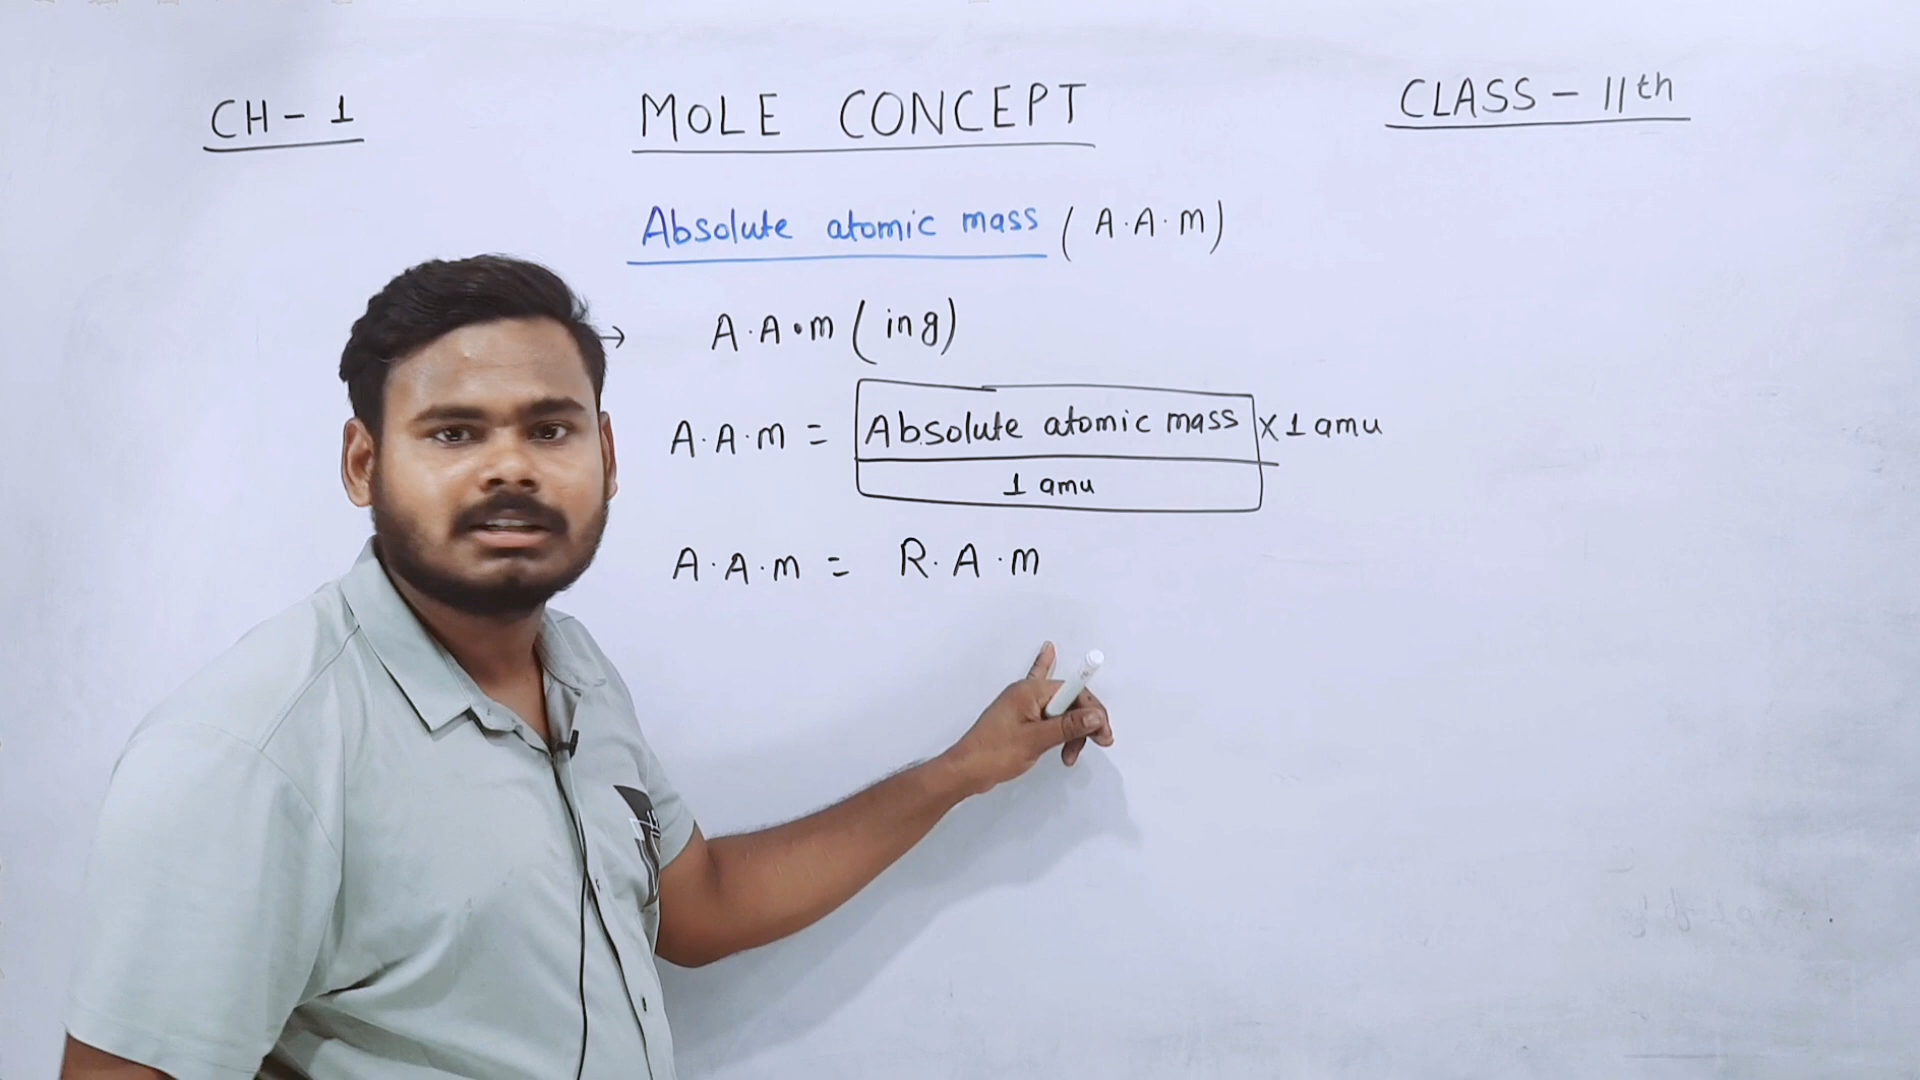 CH - 1 MOLE CONCEPT CLASS - 11th
Absolute atomic mass (A.A.M)
→ A.A.m (in g)
A.A.m = Absolute atomic mass × 1 amu
1 amu
A.A.m = R.A.m